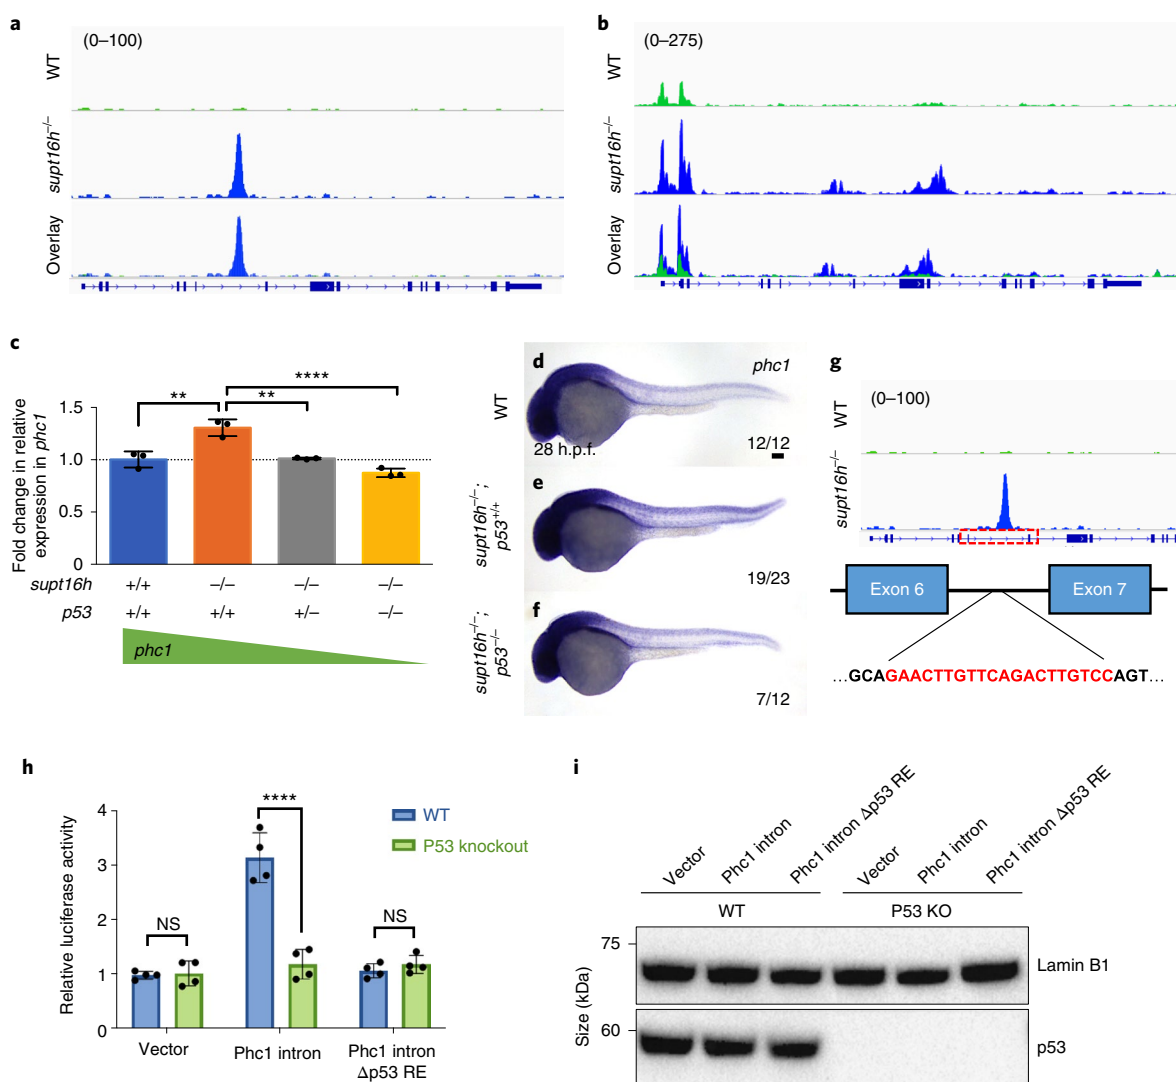 a
(0–100)
WT
supt16h–/–
Overlay
b
(0–275)
WT
supt16h–/–
Overlay
c
Fold change in relative
expression in phc1
1.5
1.0
0.5
0
**
**
****
supt16h
+/+
–/–
–/–
–/–
p53
+/+
+/+
+/–
–/–
phc1
d
WT
phc1
28 h.p.f.
12/12
e
supt16h–/–;
p53+/+
19/23
f
supt16h–/–;
p53–/–
7/12
g
WT
(0–100)
supt16h–/–
Exon 6
Exon 7
...GCAGAACTTGTTCAGACTTGTCCAGT...
h
Relative luciferase activity
4
3
2
1
0
NS
****
NS
WT
P53 knockout
Vector
Phc1 intron
Phc1 intron
Δp53 RE
i
Vector
Phc1 intron
Phc1 intron Δp53 RE
Vector
Phc1 intron
Phc1 intron Δp53 RE
WT
P53 KO
Size (kDa)
75
60
Lamin B1
p53